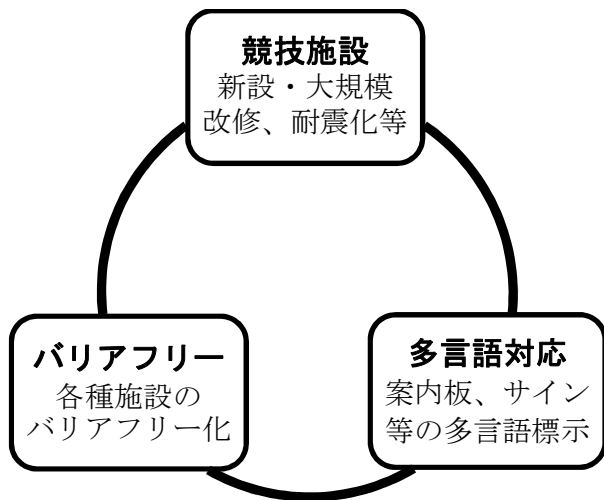 競技施設
新設・大規模
改修、耐震化等
バリアフリー
各種施設の
バリアフリー化
多言語対応
案内板、サイン
等の多言語標示